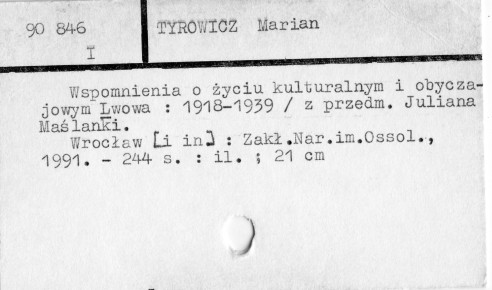 90 846 TYROWICZ Marian
I
Wspomnienia o życiu kulturalnym i obycza-
jowym Lwowa : 1918-1939 / z przedm. Juliana
Maślanki.
Wrocław [i in] : Zakł.Nar.im.Ossol.,
1991. - 244 s. : il. ; 21 cm